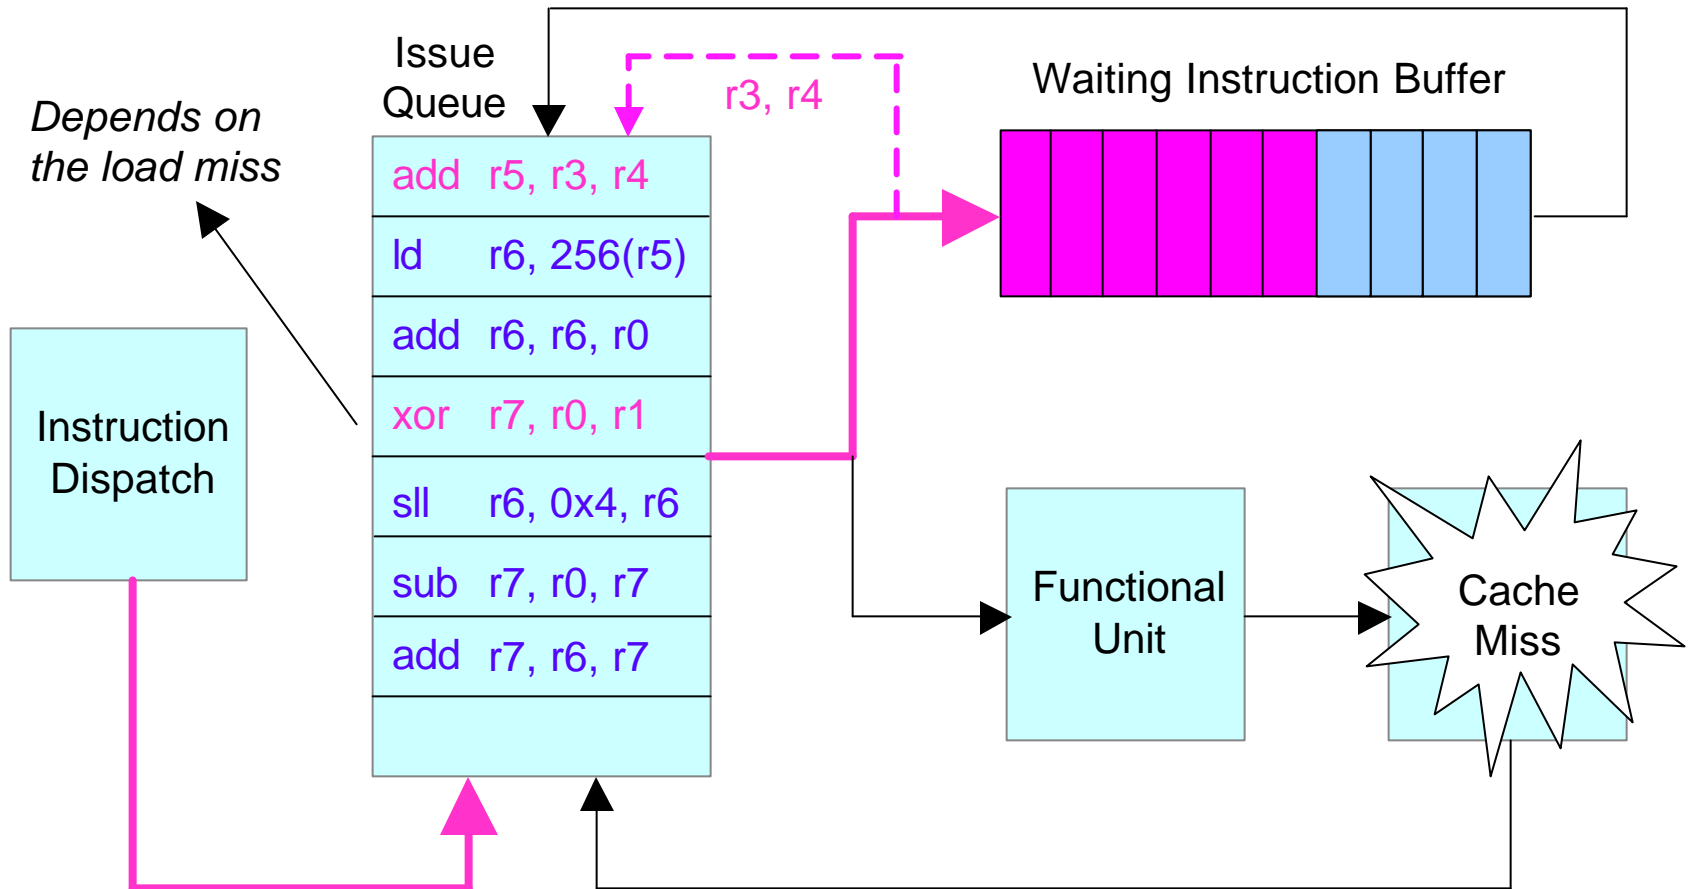 Issue
Queue
r3, r4
Waiting Instruction Buffer
Depends on
the load miss
add r5, r3, r4
ld r6, 256(r5)
add r6, r6, r0
xor r7, r0, r1
sll r6, 0x4, r6
sub r7, r0, r7
add r7, r6, r7
Instruction
Dispatch
Functional
Unit
Cache
Miss